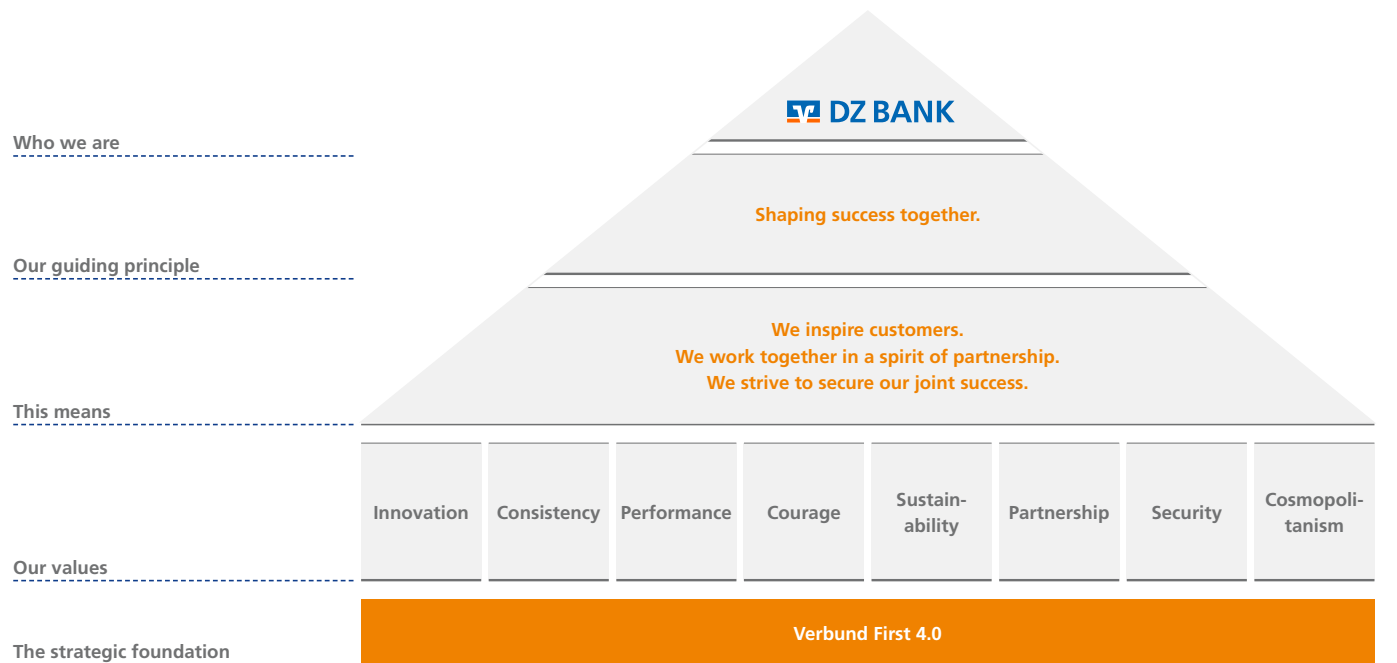 DZ BANK
Who we are
Shaping success together.
Our guiding principle
We inspire customers.
We work together in a spirit of partnership.
We strive to secure our joint success.
This means
Innovation
Consistency
Performance
Courage
Sustain-
ability
Partnership
Security
Cosmopoli-
tanism
Our values
Verbund First 4.0
The strategic foundation